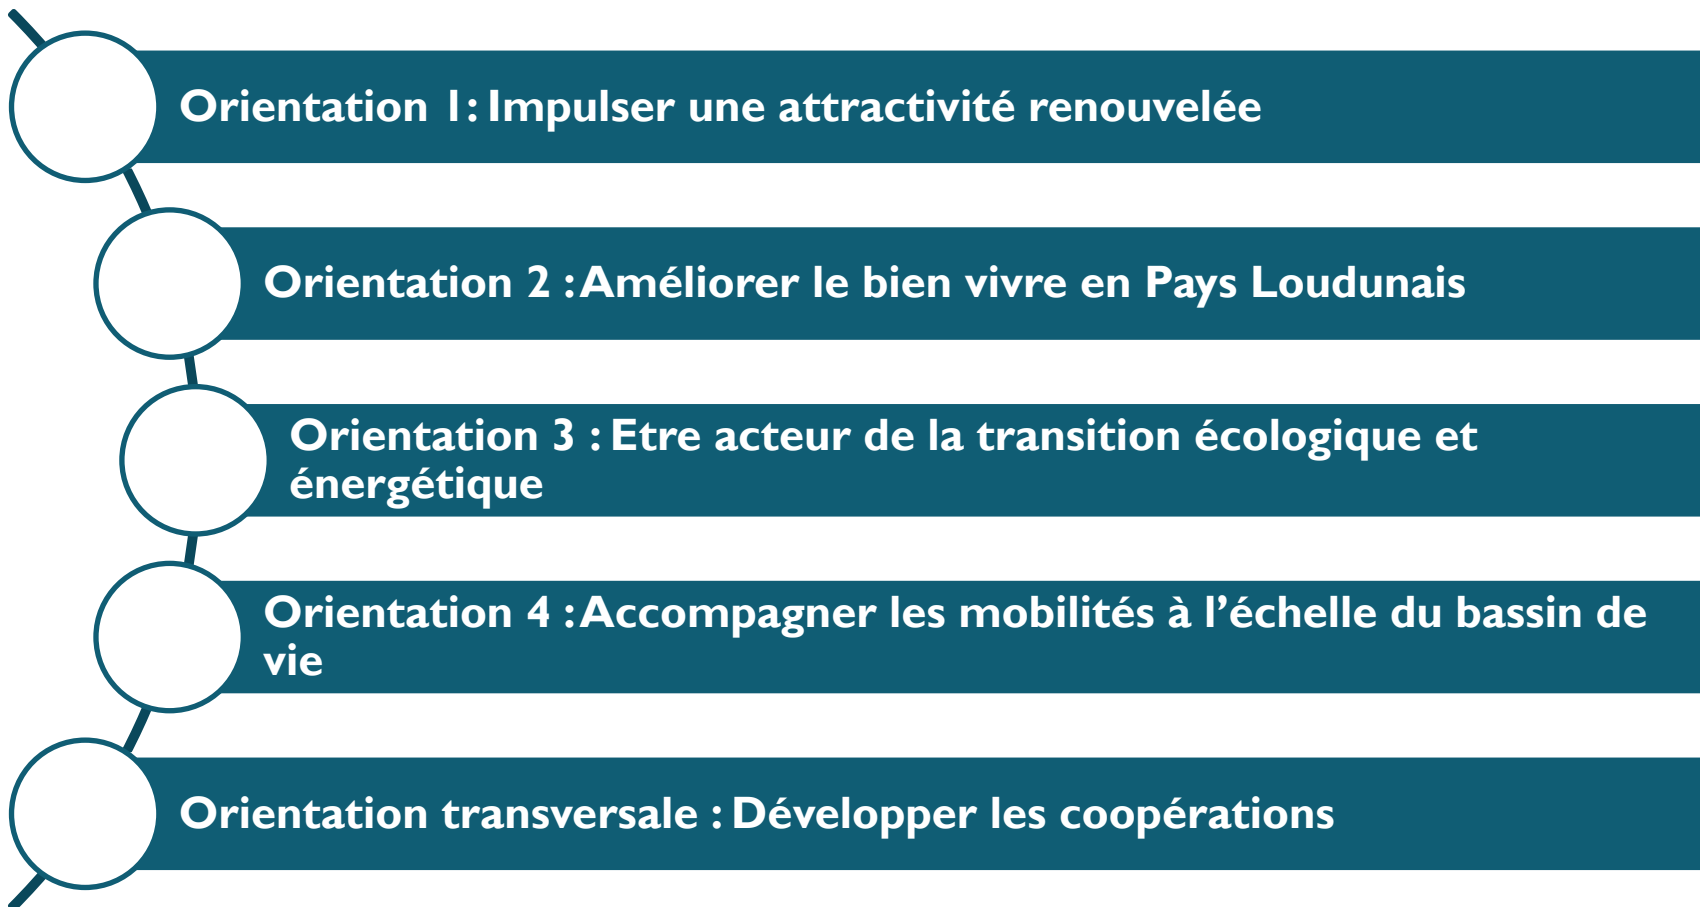 Orientation 1: Impulser une attractivité renouvelée
Orientation 2 : Améliorer le bien vivre en Pays Loudunais
Orientation 3 : Etre acteur de la transition écologique et
énergétique
Orientation 4 : Accompagner les mobilités à l’échelle du bassin de
vie
Orientation transversale : Développer les coopérations